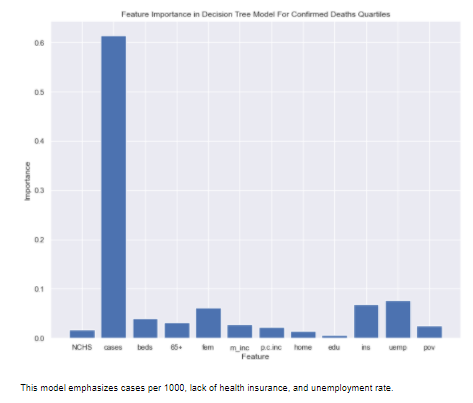 Feature Importance in Decision Tree Model For Confirmed Deaths Quartiles
0.6
0.5
0.4
0.3
0.2
0.1
0.0
Importance
NCHS cases beds 65+ fem m_inc p.c.inc home edu ins uemp pov
Feature
This model emphasizes cases per 1000, lack of health insurance, and unemployment rate.